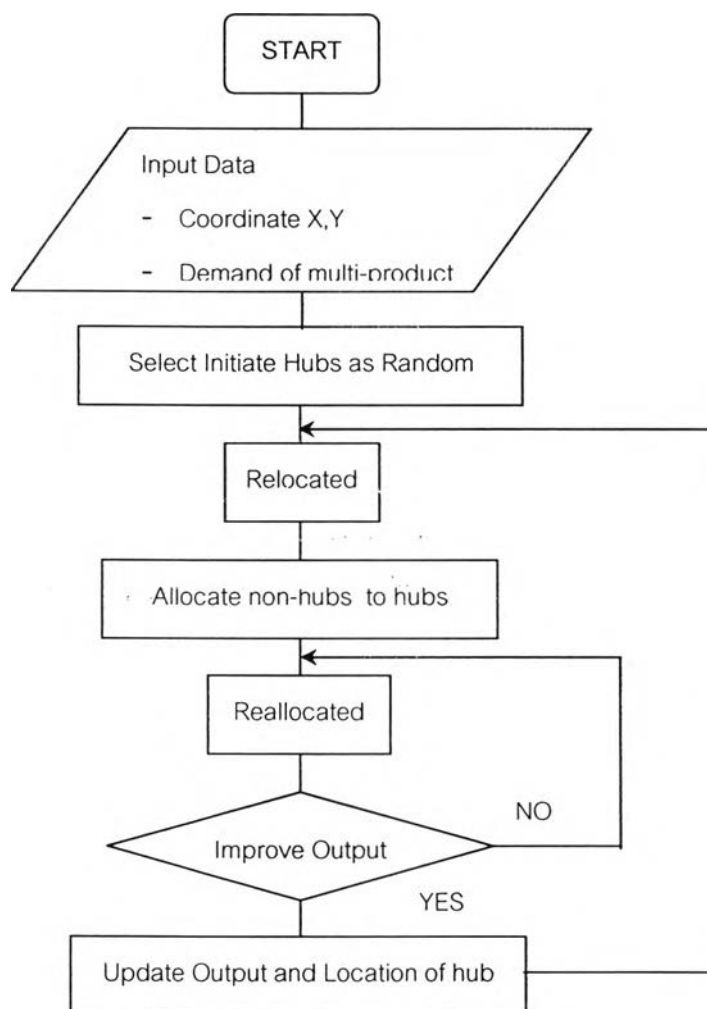 START
Input Data
- Coordinate X,Y
- Demand of multi-product
Select Initiate Hubs as Random
Relocated
Allocate non-hubs to hubs
Reallocated
NO
Improve Output
YES
Update Output and Location of hub